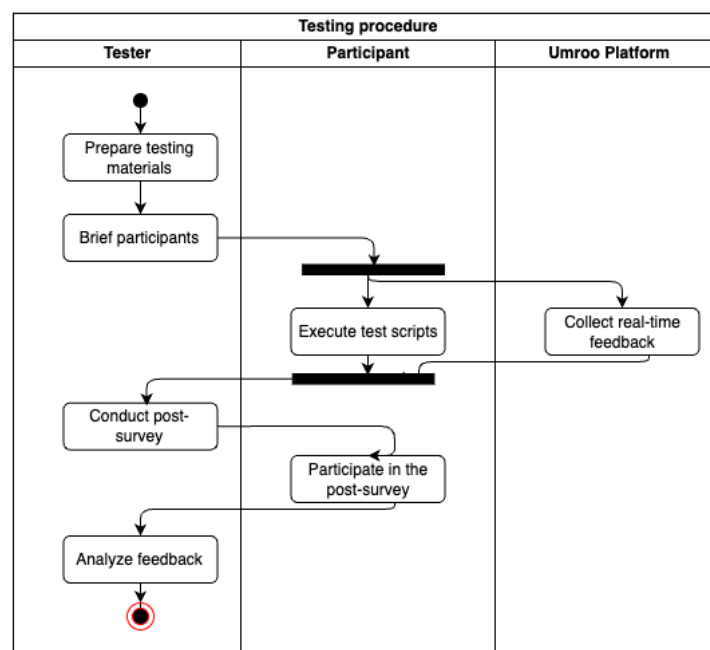 Testing procedure
Tester
Participant
Umroo Platform
Prepare testing
materials
Brief participants
Execute test scripts
Collect real-time
feedback
Conduct post-
survey
Participate in the
post-survey
Analyze feedback